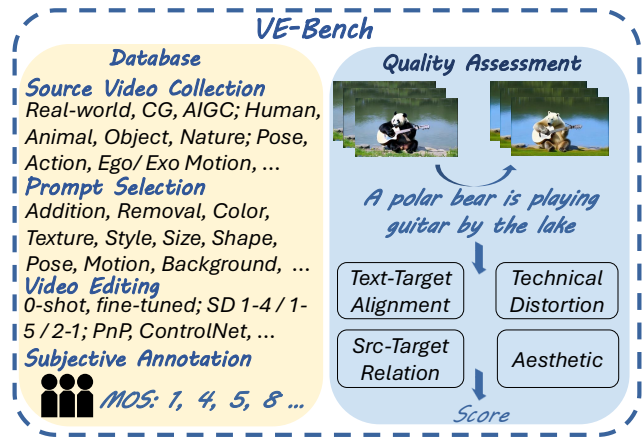 VE-Bench
Database
Source Video Collection
Real-world, CG, AIGC; Human,
Animal, Object, Nature; Pose,
Action, Ego/ Exo Motion, ...
Prompt Selection
Addition, Removal, Color,
Texture, Style, Size, Shape,
Pose, Motion, Background, ...
Video Editing
0-shot, fine-tuned; SD 1-4 / 1-
5 / 2-1; PnP, ControlNet, ...
Subjective Annotation
MOS: 1, 4, 5, 8 ...
Quality Assessment
A polar bear is playing
guitar by the lake
Text-Target
Alignment
Technical
Distortion
Src-Target
Relation
Aesthetic
Score